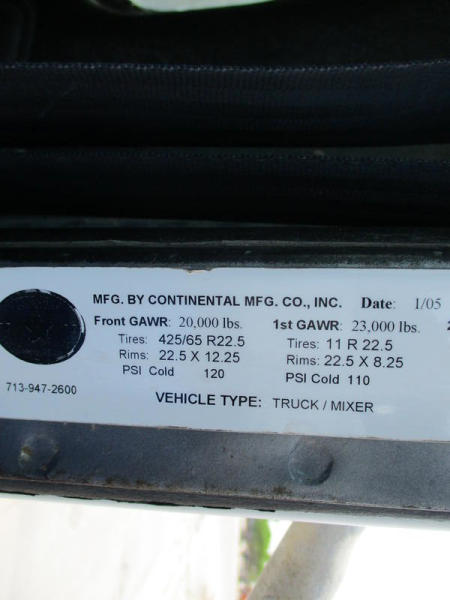 MFG. BY CONTINENTAL MFG. CO., INC. Date: 1/05
Front GAWR: 20,000 lbs. 1st GAWR: 23,000 lbs.
Tires: 425/65 R22.5 Tires: 11 R 22.5
Rims: 22.5 X 12.25 Rims: 22.5 X 8.25
PSI Cold 120 PSI Cold 110
713-947-2600
VEHICLE TYPE: TRUCK / MIXER